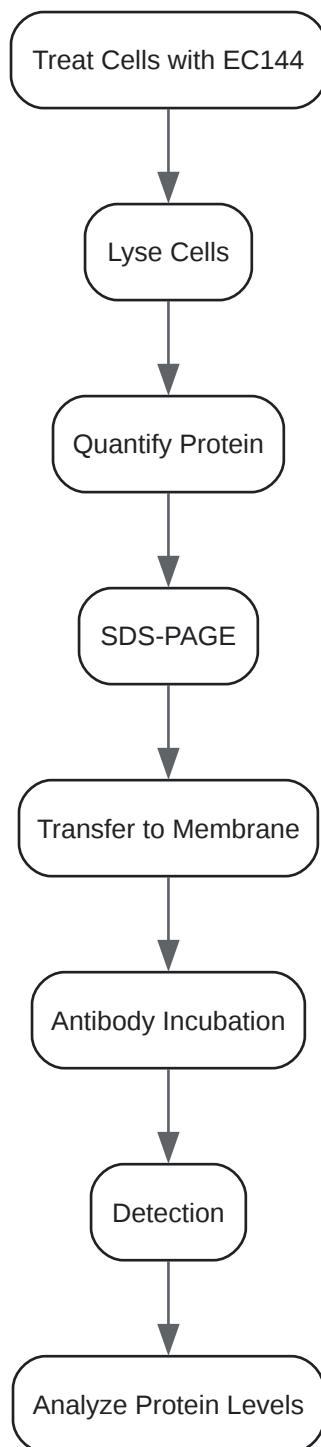 Treat Cells with EC144
Lyse Cells
Quantify Protein
SDS-PAGE
Transfer to Membrane
Antibody Incubation
Detection
Analyze Protein Levels